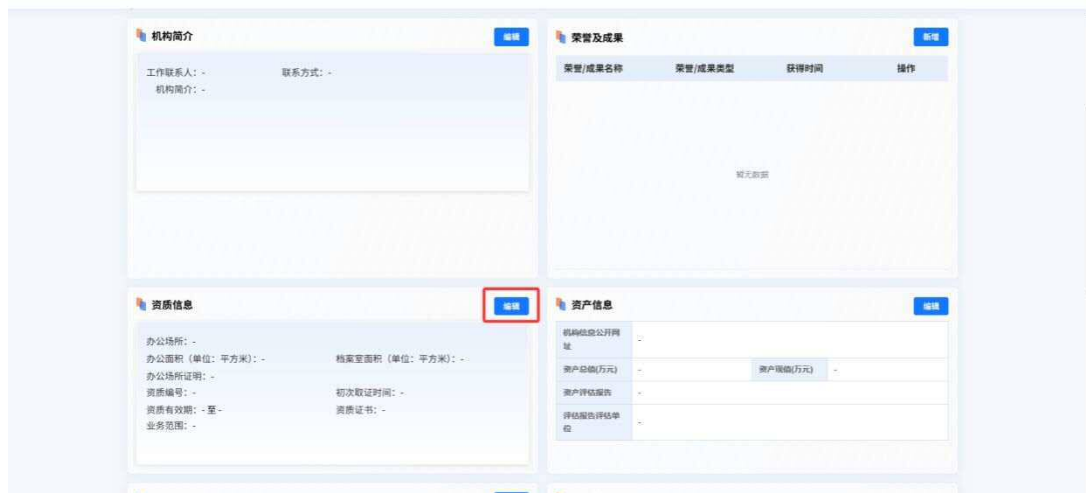 机构简介
编辑
工作联系人：-
联系方式：-
机构简介：-
荣誉及成果
新增
荣誉/成果名称
荣誉/成果类型
获得时间
操作
暂无数据
资质信息
编辑
办公场所：-
办公面积（单位：平方米）：-
档案室面积（单位：平方米）：-
办公场所证明：-
资质编号：-
初次取证时间：-
资质有效期：-至-
资质证书：-
业务范围：-
资产信息
编辑
机构信息公开网
址
-
资产总值(万元)
-
资产现值(万元)
-
资产评估报告
-
评估报告评估单
位
-